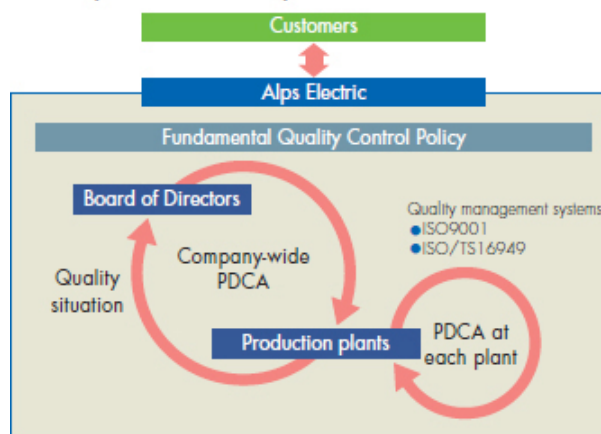 Customers
Alps Electric
Fundamental Quality Control Policy
Board of Directors
Quality management systems
●ISO9001
●ISO/TS16949
Company-wide
PDCA
Quality
situation
Production plants
PDCA at
each plant